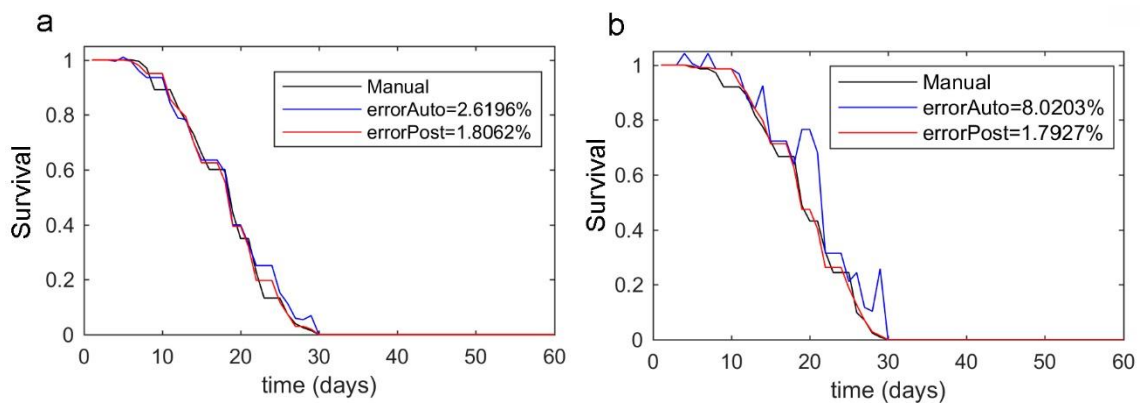 a
Survival
1
0.8
0.6
0.4
0.2
0
Manual
errorAuto=2.6196%
errorPost=1.8062%
0 10 20 30 40 50 60
time (days)
b
Survival
1
0.8
0.6
0.4
0.2
0
Manual
errorAuto=8.0203%
errorPost=1.7927%
0 10 20 30 40 50 60
time (days)